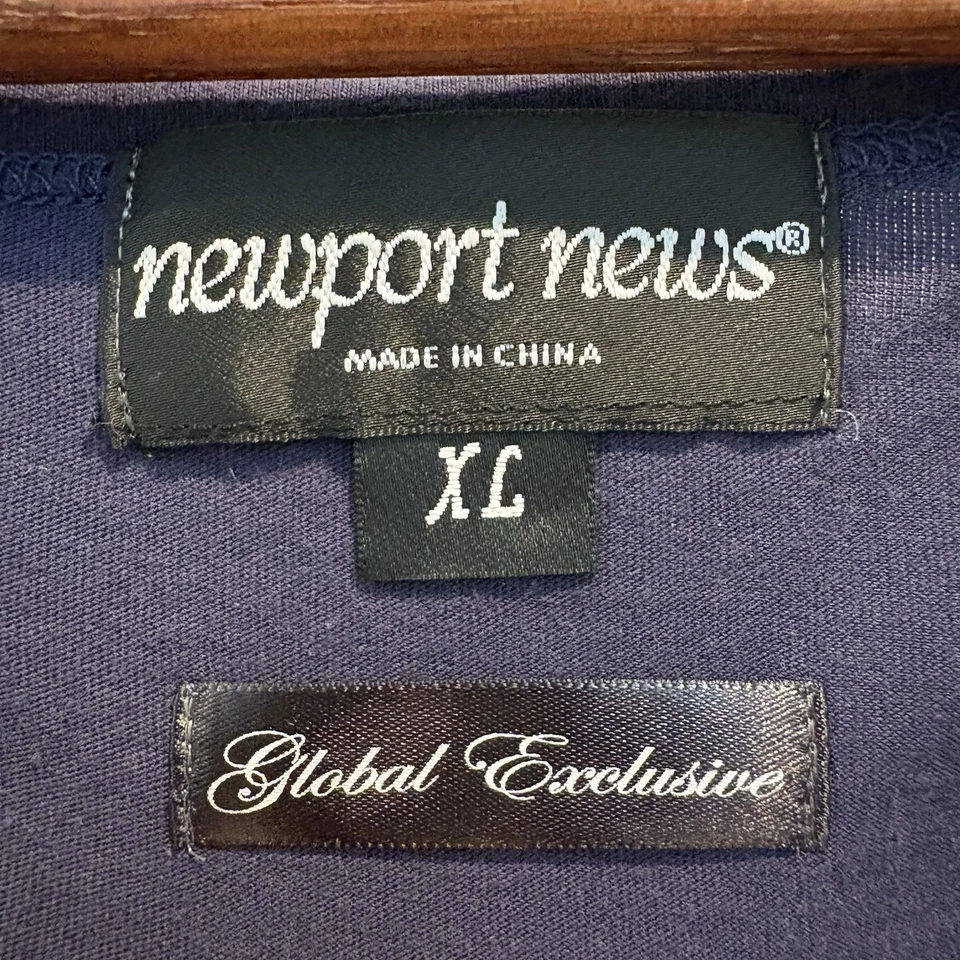 newport news®
MADE IN CHINA
XL
Global Exclusive